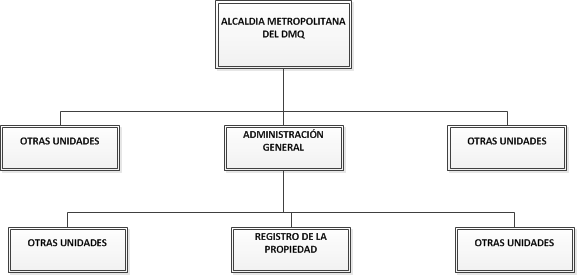 ALCALDIA METROPOLITANA
DEL DMQ
OTRAS UNIDADES
ADMINISTRACIÓN
GENERAL
OTRAS UNIDADES
OTRAS UNIDADES
REGISTRO DE LA
PROPIEDAD
OTRAS UNIDADES